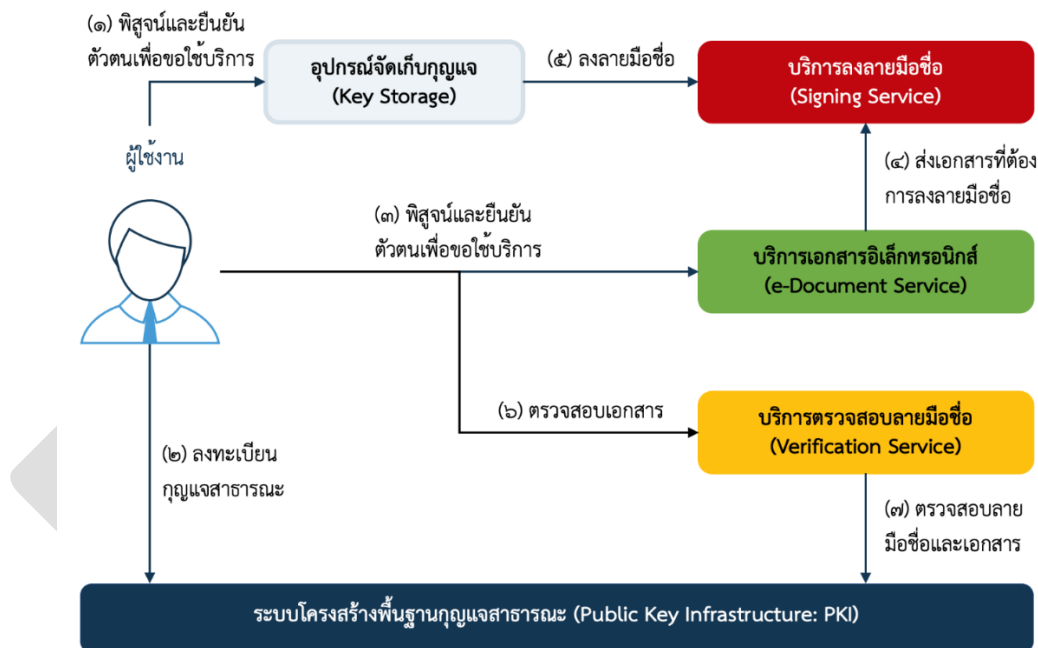 (๑) พิสูจน์และยืนยัน
ตัวตนเพื่อขอใช้บริการ
อุปกรณ์จัดเก็บกุญแจ
(Key Storage)
(๕) ลงลายมือชื่อ
บริการลงลายมือชื่อ
(Signing Service)
ผู้ใช้งาน
(๔) ส่งเอกสารที่ต้อง
การลงลายมือชื่อ
(๓) พิสูจน์และยืนยัน
ตัวตนเพื่อขอใช้บริการ
บริการเอกสารอิเล็กทรอนิกส์
(e-Document Service)
(๖) ตรวจสอบเอกสาร
บริการตรวจสอบลายมือชื่อ
(Verification Service)
(๒) ลงทะเบียน
กุญแจสาธารณะ
(๗) ตรวจสอบลาย
มือชื่อและเอกสาร
ระบบโครงสร้างพื้นฐานกุญแจสาธารณะ (Public Key Infrastructure: PKI)